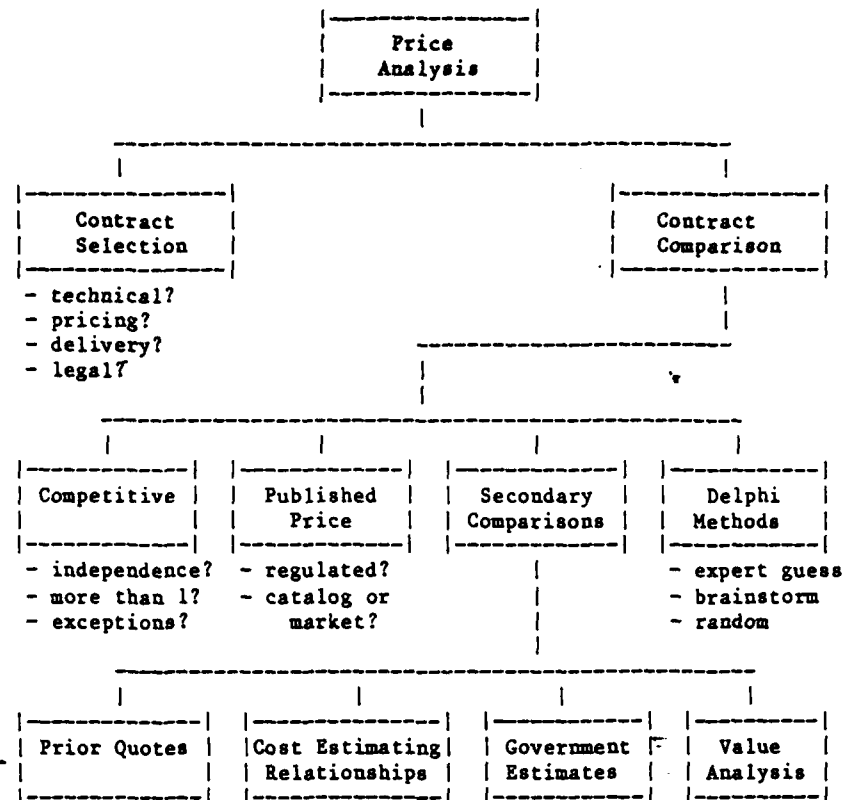 Price
Analysis
Contract
Selection
Contract
Comparison
- technical?
- pricing?
- delivery?
- legal?
Competitive
Published
Price
Secondary
Comparisons
Delphi
Methods
- independence?
- more than 1?
- exceptions?
- regulated?
- catalog or
market?
- expert guess
- brainstorm
- random
Prior Quotes
Cost Estimating
Relationships
Government
Estimates
Value
Analysis